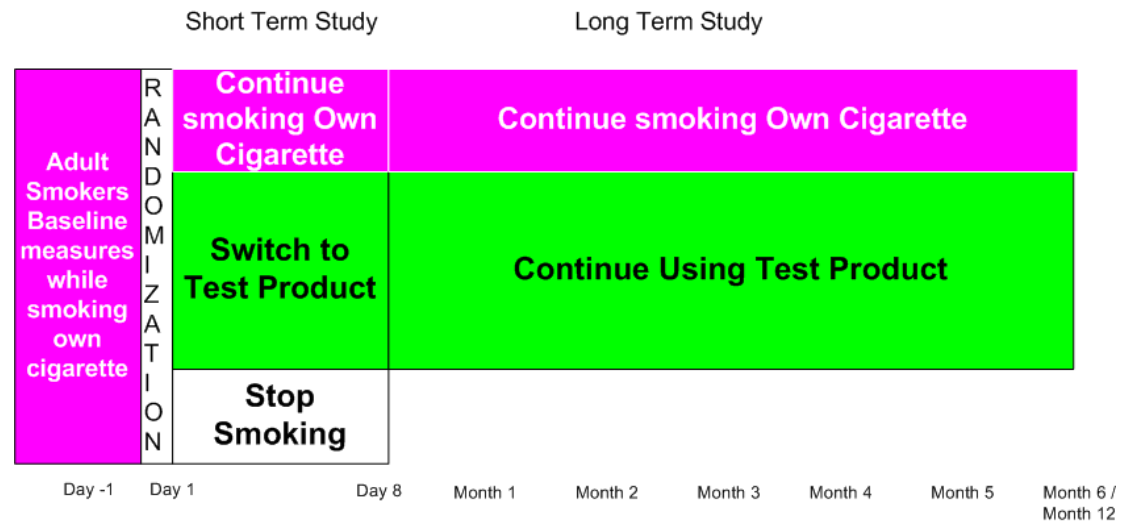 Short Term Study
Long Term Study
Adult
Smokers
Baseline
measures
while
smoking
own
cigarette
R
A
N
D
O
M
I
Z
A
T
I
O
N
Continue
smoking Own
Cigarette
Continue smoking Own Cigarette
Switch to
Test Product
Continue Using Test Product
Stop
Smoking
Day -1
Day 1
Day 8
Month 1
Month 2
Month 3
Month 4
Month 5
Month 6 /
Month 12